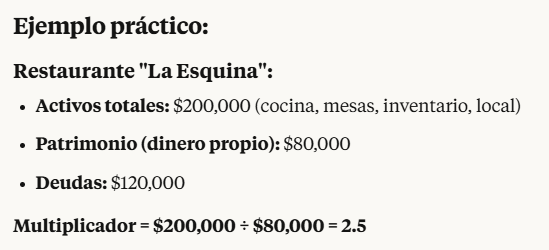 Ejemplo práctico:
Restaurante "La Esquina":
• Activos totales: $200,000 (cocina, mesas, inventario, local)
• Patrimonio (dinero propio): $80,000
• Deudas: $120,000
Multiplicador = $200,000 ÷ $80,000 = 2.5